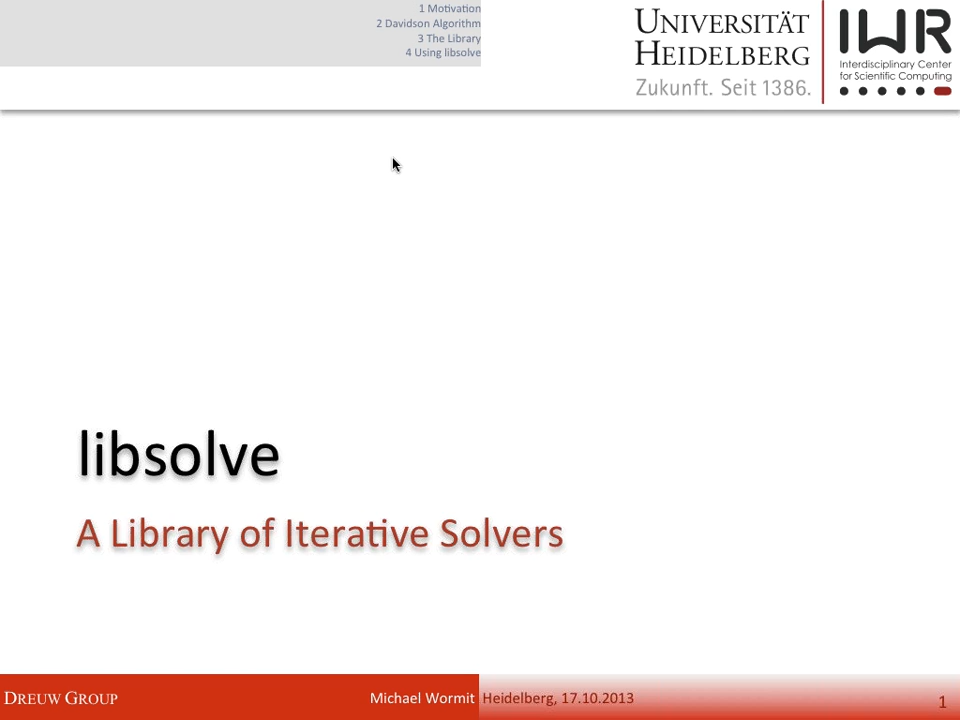 1 Motivation
2 Davidson Algorithm
3 The Library
4 Using libsolve
UNIVERSITÄT
HEIDELBERG
Zukunft. Seit 1386.
IWR
Interdisciplinary Center
for Scientific Computing
libsolve
A Library of Iterative Solvers
DREUW GROUP
Michael Wormit Heidelberg, 17.10.2013
1